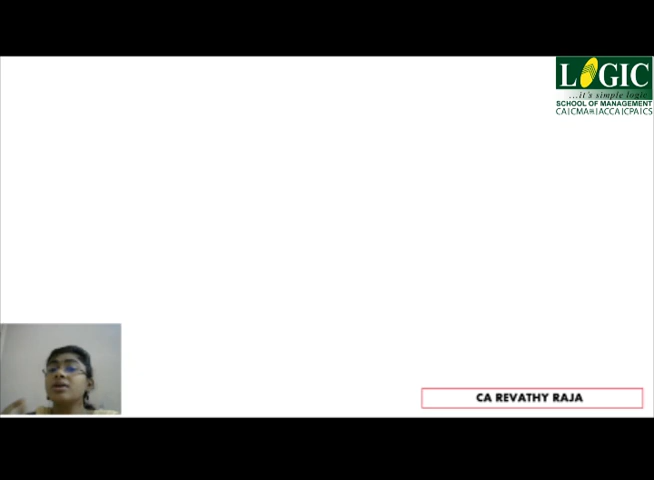 LOGIC
...it's simple logic
SCHOOL OF MANAGEMENT
CA|CMA|ACCA|CPA|CS
CA REVATHY RAJA